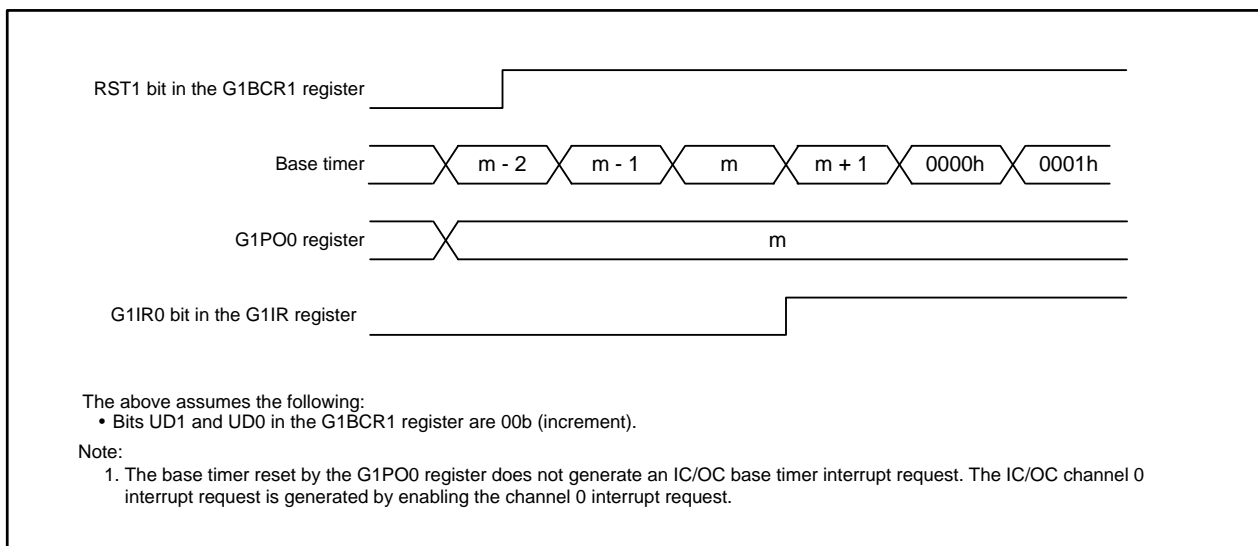 RST1 bit in the G1BCR1 register
Base timer
m - 2
m - 1
m
m + 1
0000h
0001h
G1PO0 register
m
G1IR0 bit in the G1IR register
The above assumes the following:
• Bits UD1 and UD0 in the G1BCR1 register are 00b (increment).
Note:
1. The base timer reset by the G1PO0 register does not generate an IC/OC base timer interrupt request. The IC/OC channel 0
interrupt request is generated by enabling the channel 0 interrupt request.